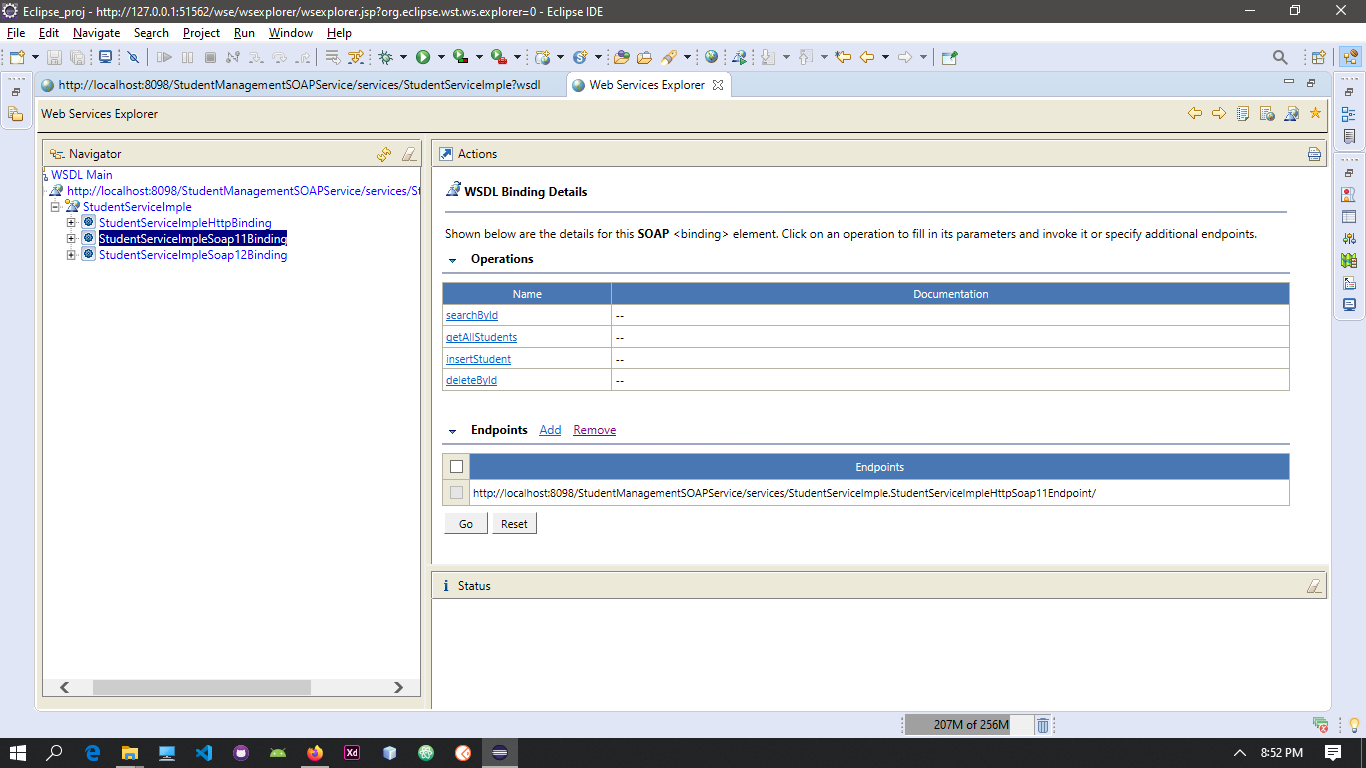 Eclipse_proj - http://127.0.0.1:51562/wse/wsexplorer/wsexplorer.jsp?org.eclipse.wst.ws.explorer=0 - Eclipse IDE
File Edit Navigate Search Project Run Window Help
http://localhost:8098/StudentManagementSOAPService/services/StudentServiceImple?wsdl
Web Services Explorer
Web Services Explorer
Navigator
WSDL Main
http://localhost:8098/StudentManagementSOAPService/services/St
StudentServiceImple
StudentServiceImpleHttpBinding
StudentServiceImpleSoap11Binding
StudentServiceImpleSoap12Binding
Actions
WSDL Binding Details
Shown below are the details for this SOAP <binding> element. Click on an operation to fill in its parameters and invoke it or specify additional endpoints.
Operations
Name Documentation
searchById --
getAllStudents --
insertStudent --
deleteById --
Endpoints Add Remove
Endpoints
http://localhost:8098/StudentManagementSOAPService/services/StudentServiceImple.StudentServiceImpleHttpSoap11Endpoint/
Go Reset
i Status
207M of 256M
Xd
8:52 PM